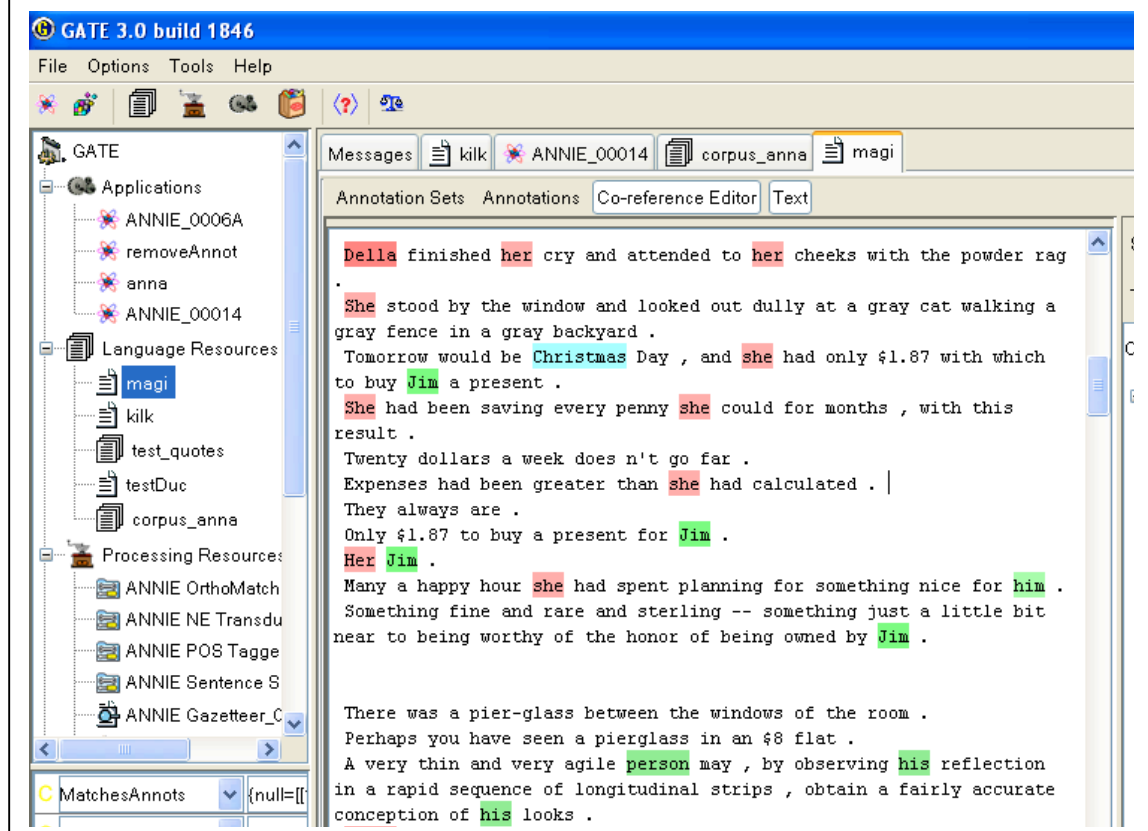 GATE 3.0 build 1846
File Options Tools Help
GATE
Applications
ANNIE_0006A
removeAnnot
anna
ANNIE_00014
Language Resources
magi
kilk
test_quotes
testDuc
corpus_anna
Processing Resources
ANNIE OrthoMatch
ANNIE NE Transdu
ANNIE POS Tagge
ANNIE Sentence S
ANNIE Gazetteer_
MatchesAnnots {null=[[
Messages kilk ANNIE_00014 corpus_anna magi
Annotation Sets Annotations Co-reference Editor Text
Della finished her cry and attended to her cheeks with the powder rag
.
She stood by the window and looked out dully at a gray cat walking a
gray fence in a gray backyard .
Tomorrow would be Christmas Day , and she had only $1.87 with which
to buy Jim a present .
She had been saving every penny she could for months , with this
result .
Twenty dollars a week does n't go far .
Expenses had been greater than she had calculated .
They always are .
Only $1.87 to buy a present for Jim .
Her Jim .
Many a happy hour she had spent planning for something nice for him .
Something fine and rare and sterling -- something just a little bit
near to being worthy of the honor of being owned by Jim .
There was a pier-glass between the windows of the room .
Perhaps you have seen a pierglass in an $8 flat .
A very thin and very agile person may , by observing his reflection
in a rapid sequence of longitudinal strips , obtain a fairly accurate
conception of his looks .